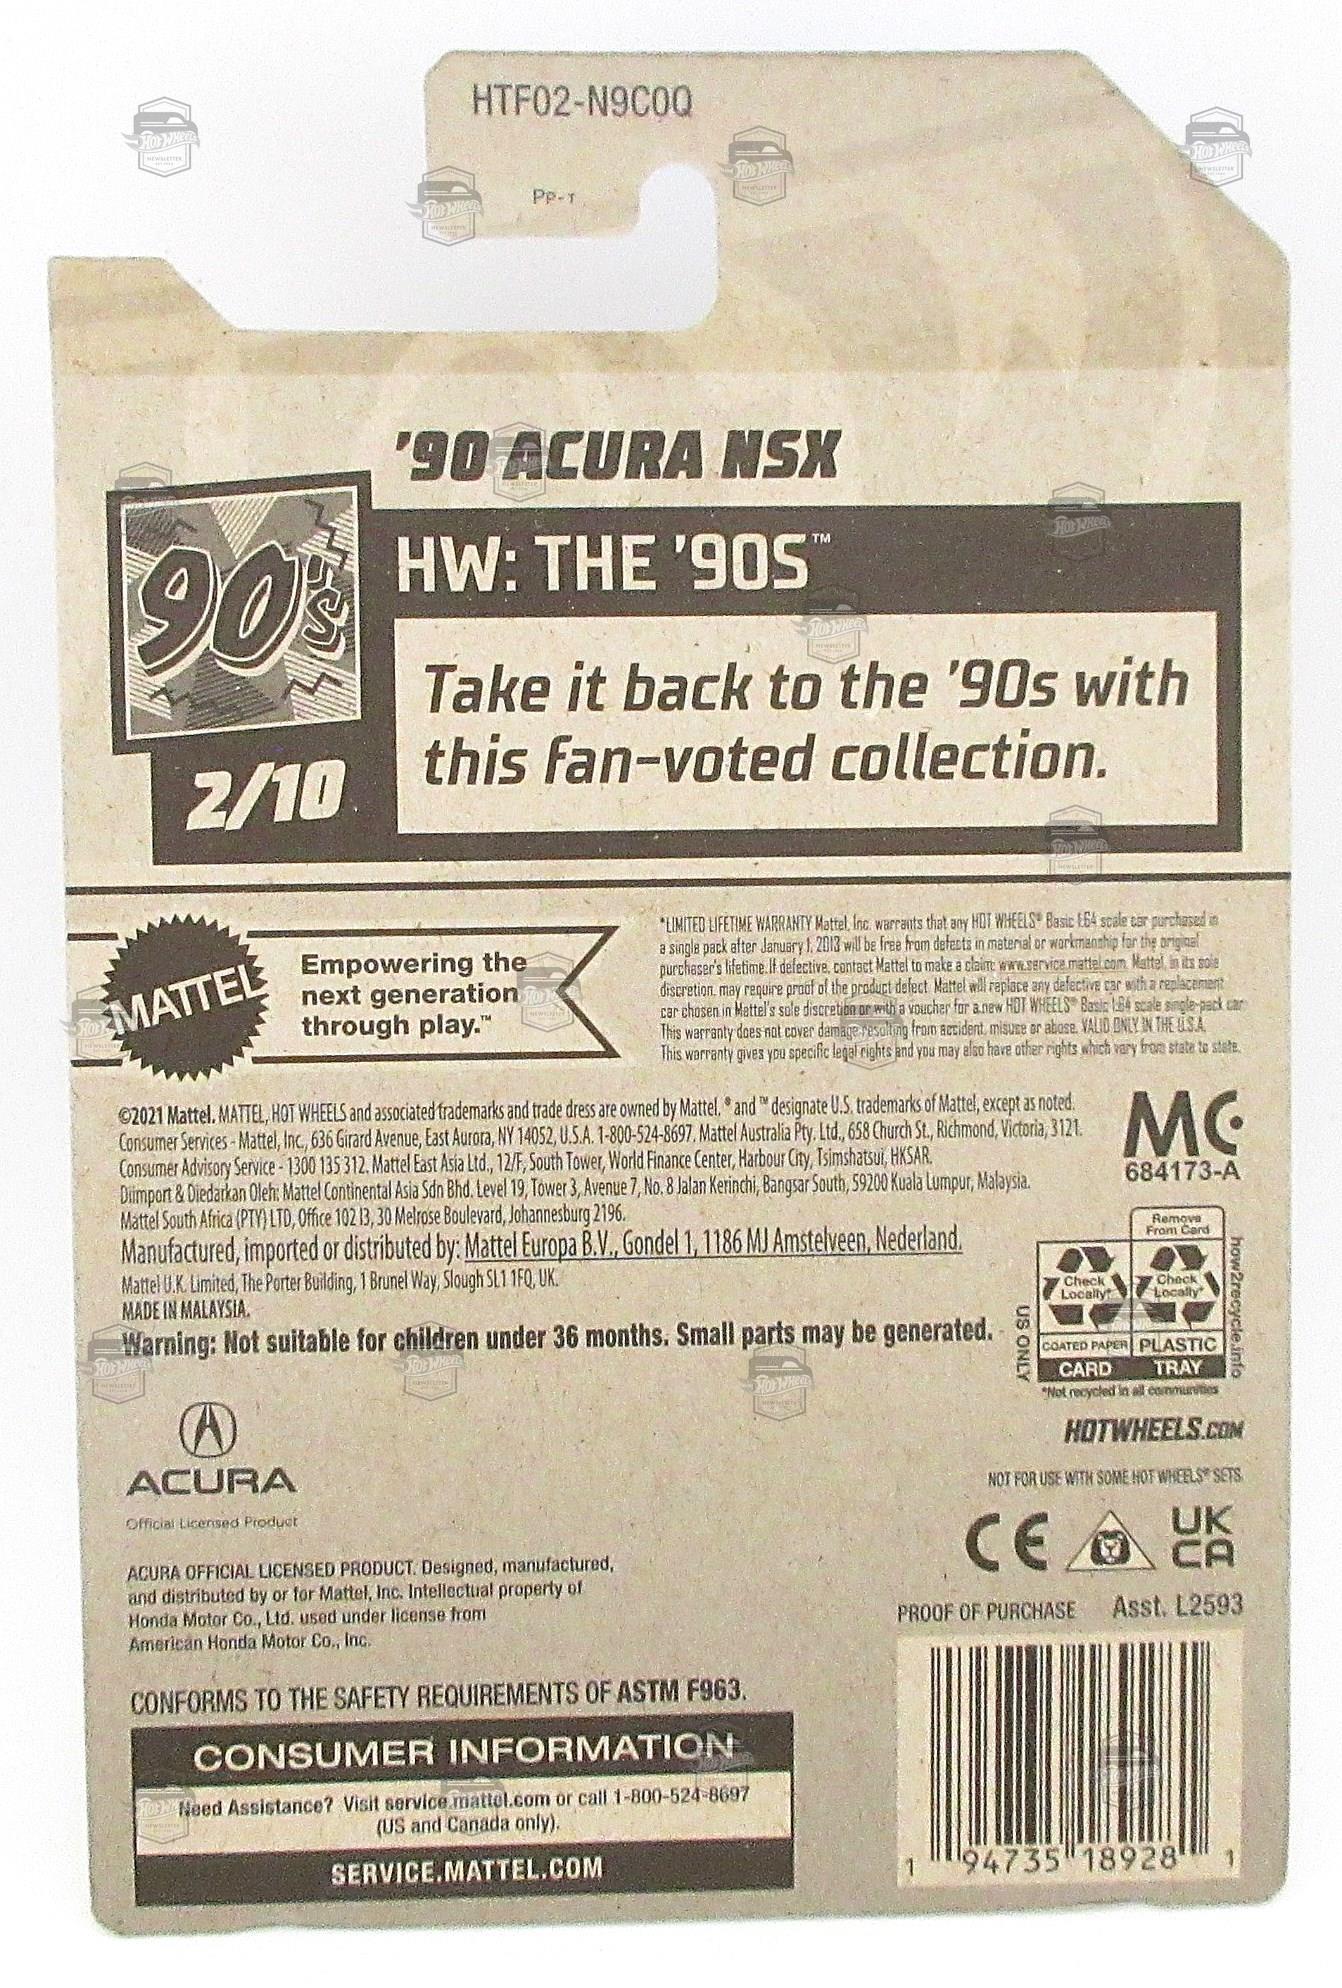 HTF02-N9C0Q
PP-1
'90 ACURA NSX
90's
HW: THE '90S™
Take it back to the '90s with
this fan-voted collection.
2/10
MATTEL
Empowering the
next generation
through play.™
*LIMITED LIFETIME WARRANTY Mattel, Inc. warrants that any HOT WHEELS® Basic 1:64 scale car purchased in
a single pack after January 1, 2013 will be free from defects in material or workmanship for the original
purchaser's lifetime. If defective, contact Mattel to make a claim: www.service.mattel.com. Mattel, in its sole
discretion, may require proof of the product defect. Mattel will replace any defective car with a replacement
car chosen in Mattel's sole discretion or with a voucher for a new HOT WHEELS® Basic 1:64 scale single-pack car.
This warranty does not cover damage resulting from accident, misuse or abuse. VALID ONLY IN THE U.S.A.
This warranty gives you specific legal rights and you may also have other rights which vary from state to state.
©2021 Mattel. MATTEL, HOT WHEELS and associated trademarks and trade dress are owned by Mattel. ® and ™ designate U.S. trademarks of Mattel, except as noted.
Consumer Services - Mattel, Inc., 636 Girard Avenue, East Aurora, NY 14052, U.S.A. 1-800-524-8697. Mattel Australia Pty. Ltd., 658 Church St., Richmond, Victoria, 3121.
Consumer Advisory Service - 1300 135 312. Mattel East Asia Ltd., 12/F, South Tower, World Finance Center, Harbour City, Tsimshatsui, HKSAR.
Diimport & Diedarkan Oleh: Mattel Continental Asia Sdn Bhd. Level 19, Tower 3, Avenue 7, No. 8 Jalan Kerinchi, Bangsar South, 59200 Kuala Lumpur, Malaysia.
Mattel South Africa (PTY) LTD, Office 102 I3, 30 Melrose Boulevard, Johannesburg 2196.
Manufactured, imported or distributed by: Mattel Europa B.V., Gondel 1, 1186 MJ Amstelveen, Nederland.
Mattel U.K. Limited, The Porter Building, 1 Brunel Way, Slough SL1 1FQ, UK.
MADE IN MALAYSIA.
Warning: Not suitable for children under 36 months. Small parts may be generated.
MC
684173-A
Remove
From Card
Check
Locally*
Check
Locally*
COATED PAPER
PLASTIC
CARD
TRAY
US ONLY
how2recycle.info
*Not recycled in all communities
HOTWHEELS.COM
NOT FOR USE WITH SOME HOT WHEELS® SETS.
CE
UK
CA
ACURA
Official Licensed Product
ACURA OFFICIAL LICENSED PRODUCT. Designed, manufactured,
and distributed by or for Mattel, Inc. Intellectual property of
Honda Motor Co., Ltd. used under license from
American Honda Motor Co., Inc.
PROOF OF PURCHASE Asst. L2593
CONFORMS TO THE SAFETY REQUIREMENTS OF ASTM F963.
CONSUMER INFORMATION
Need Assistance? Visit service.mattel.com or call 1-800-524-8697
(US and Canada only).
SERVICE.MATTEL.COM
1 94735 18928 1